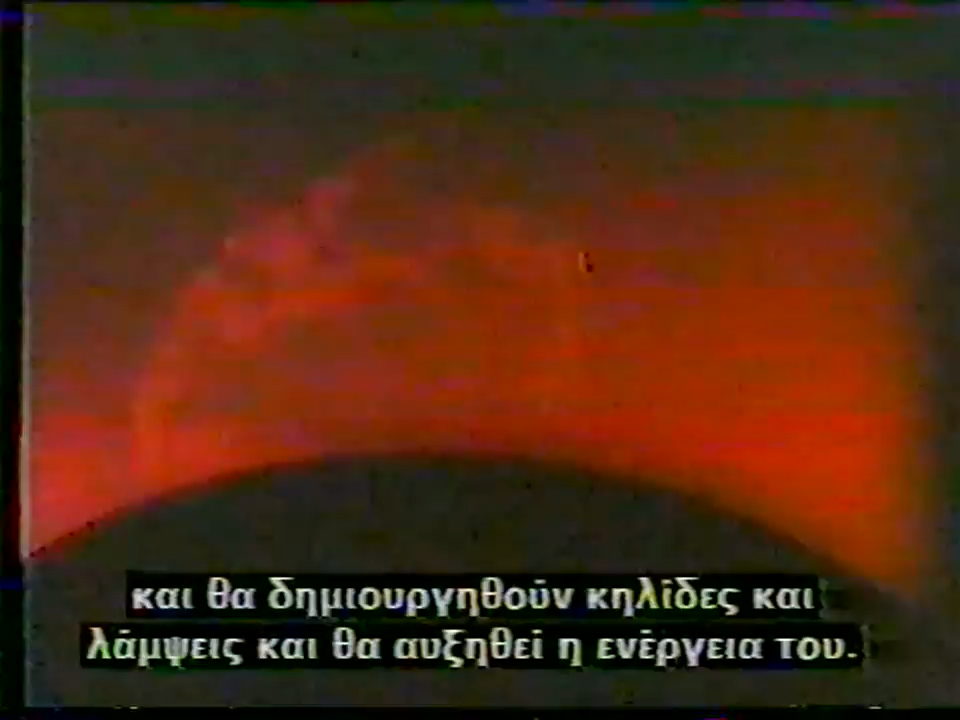 και θα δημιουργηθούν κηλίδες και
λάμψεις και θα αυξηθεί η ενέργεια του.